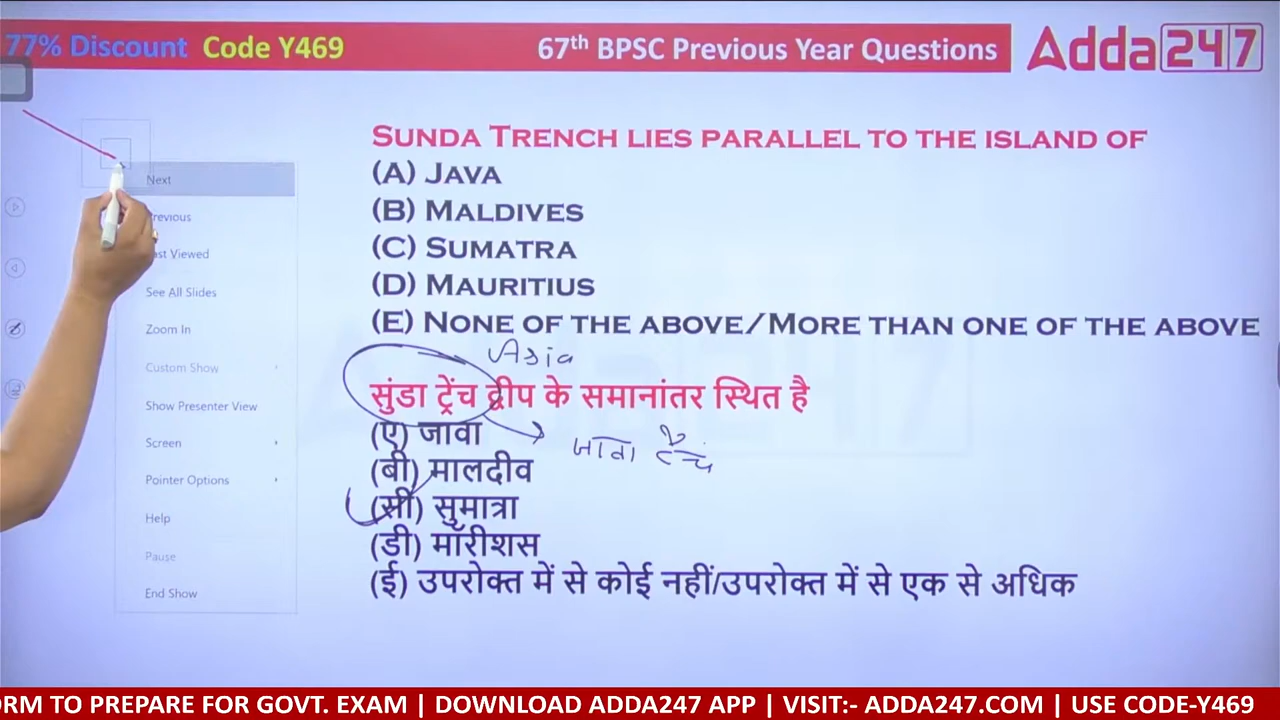 77% Discount Code Y469
67th BPSC Previous Year Questions
Adda247
SUNDA TRENCH LIES PARALLEL TO THE ISLAND OF
(A) JAVA
(B) MALDIVES
(C) SUMATRA
(D) MAURITIUS
(E) NONE OF THE ABOVE/MORE THAN ONE OF THE ABOVE
Asia
सुंडा ट्रेंच द्वीप के समानांतर स्थित है
(ए) जावा
जावा ट्रेंच
(बी) मालदीव
(सी) सुमात्रा
(डी) मॉरीशस
(ई) उपरोक्त में से कोई नहीं/उपरोक्त में से एक से अधिक
Next
Previous
Last Viewed
See All Slides
Zoom In
Custom Show
Show Presenter View
Screen
Pointer Options
Help
Pause
End Show
ORM TO PREPARE FOR GOVT. EXAM | DOWNLOAD ADDA247 APP | VISIT:- ADDA247.COM | USE CODE-Y469